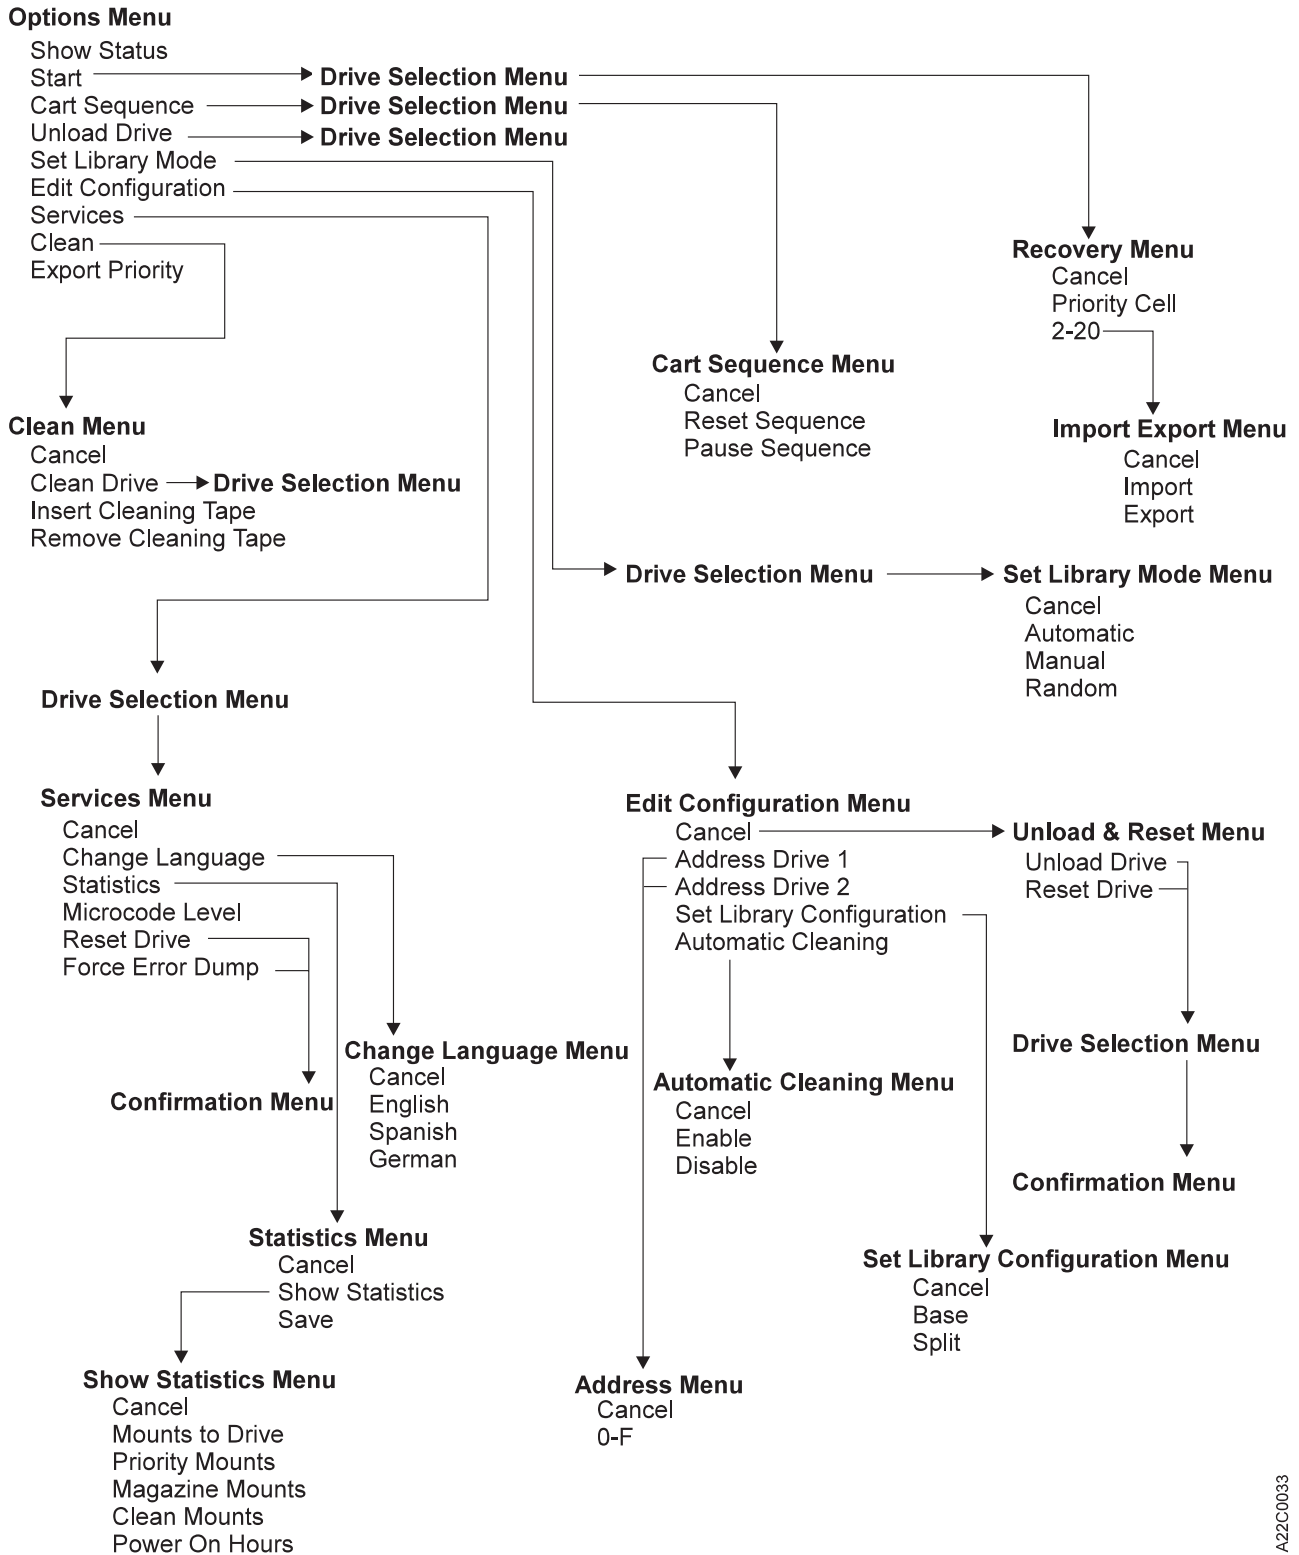 Options Menu
Show Status
Start
Drive Selection Menu
Cart Sequence
Drive Selection Menu
Unload Drive
Drive Selection Menu
Set Library Mode
Edit Configuration
Services
Clean
Export Priority
Recovery Menu
Cancel
Priority Cell
2-20
Cart Sequence Menu
Cancel
Reset Sequence
Pause Sequence
Import Export Menu
Cancel
Import
Export
Clean Menu
Cancel
Clean Drive
Drive Selection Menu
Insert Cleaning Tape
Remove Cleaning Tape
Drive Selection Menu
Set Library Mode Menu
Cancel
Automatic
Manual
Random
Drive Selection Menu
Services Menu
Cancel
Change Language
Statistics
Microcode Level
Reset Drive
Force Error Dump
Edit Configuration Menu
Cancel
Address Drive 1
Address Drive 2
Set Library Configuration
Automatic Cleaning
Unload & Reset Menu
Unload Drive
Reset Drive
Drive Selection Menu
Confirmation Menu
Change Language Menu
Cancel
English
Spanish
German
Confirmation Menu
Automatic Cleaning Menu
Cancel
Enable
Disable
Statistics Menu
Cancel
Show Statistics
Save
Set Library Configuration Menu
Cancel
Base
Split
Show Statistics Menu
Cancel
Mounts to Drive
Priority Mounts
Magazine Mounts
Clean Mounts
Power On Hours
Address Menu
Cancel
0-F
A22C0033